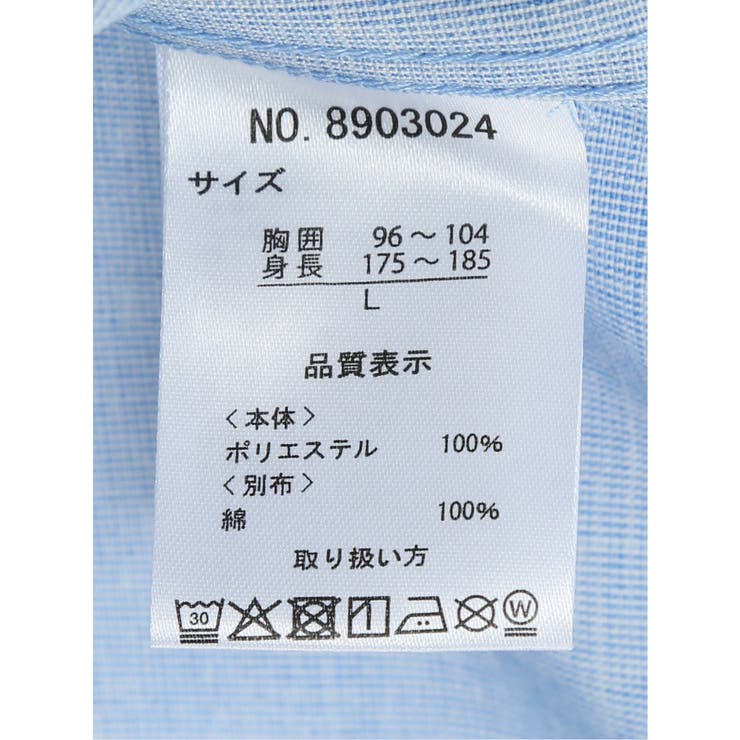 NO. 8903024
サイズ
胸囲 96～104
身長 175～185
L
品質表示
〈本体〉
ポリエステル 100%
〈別布〉
綿 100%
取り扱い方
30 W